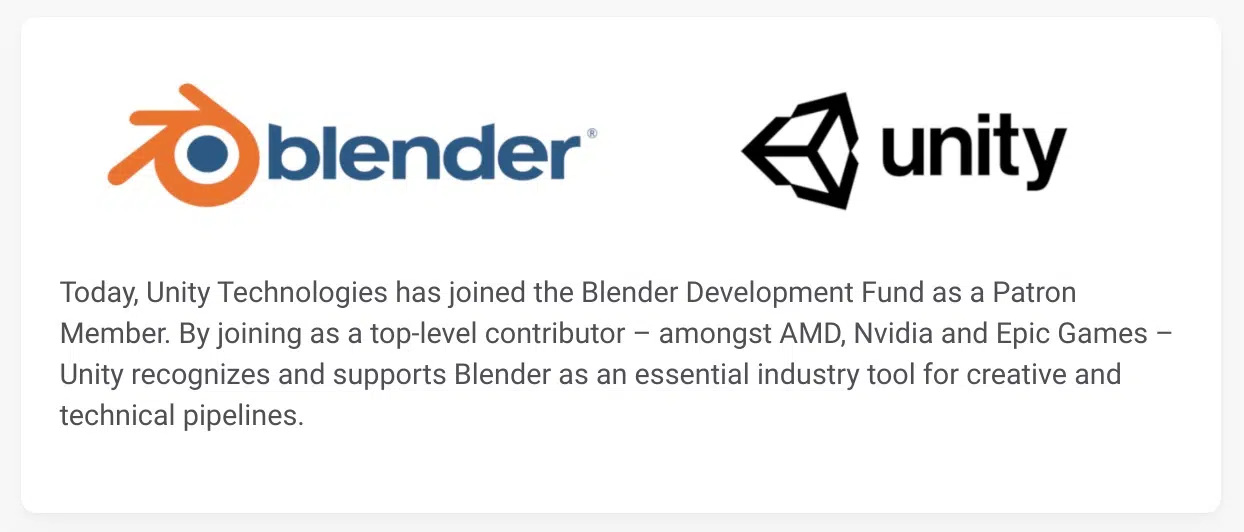 blender®
unity
Today, Unity Technologies has joined the Blender Development Fund as a Patron
Member. By joining as a top-level contributor – amongst AMD, Nvidia and Epic Games –
Unity recognizes and supports Blender as an essential industry tool for creative and
technical pipelines.